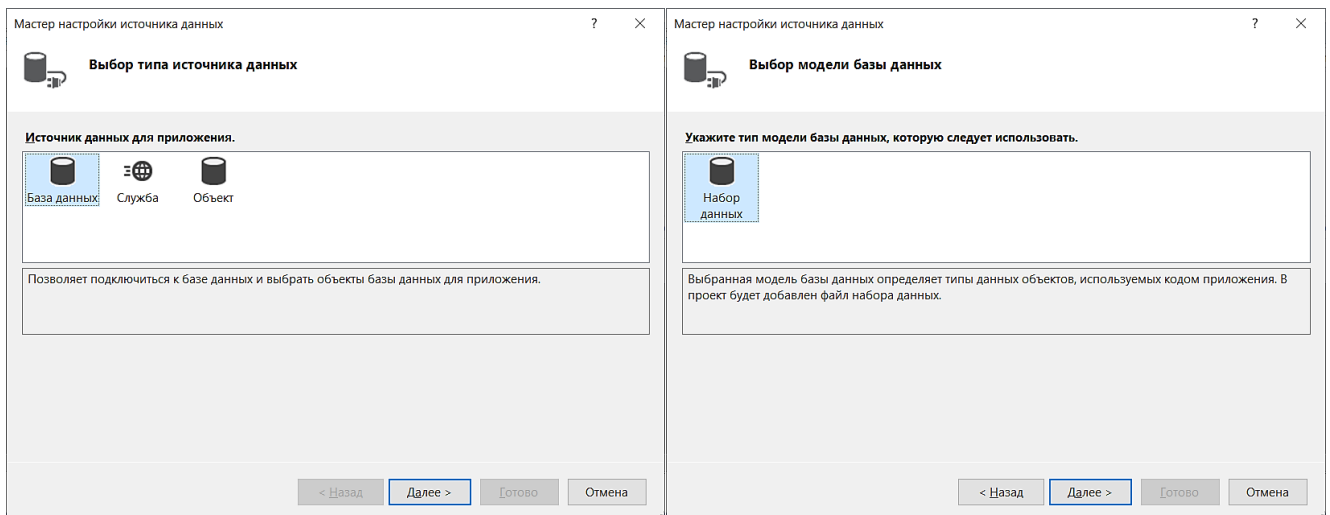 Мастер настройки источника данных
?
Выбор типа источника данных
Источник данных для приложения.
База данных
Служба
Объект
Позволяет подключиться к базе данных и выбрать объекты базы данных для приложения.
< Назад
Далее >
Готово
Отмена
Мастер настройки источника данных
?
Выбор модели базы данных
Укажите тип модели базы данных, которую следует использовать.
Набор
данных
Выбранная модель базы данных определяет типы данных объектов, используемых кодом приложения. В
проект будет добавлен файл набора данных.
< Назад
Далее >
Готово
Отмена